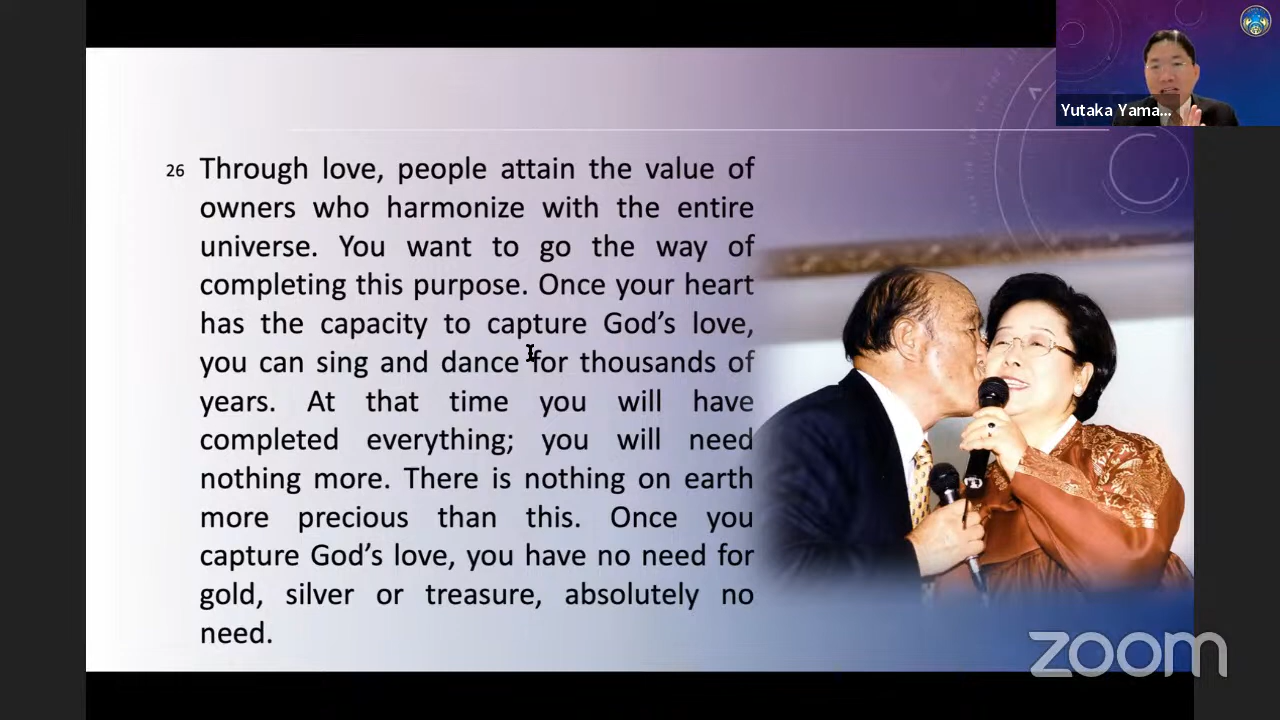 Yutaka Yama...
26 Through love, people attain the value of
owners who harmonize with the entire
universe. You want to go the way of
completing this purpose. Once your heart
has the capacity to capture God’s love,
you can sing and dance for thousands of
years. At that time you will have
completed everything; you will need
nothing more. There is nothing on earth
more precious than this. Once you
capture God’s love, you have no need for
gold, silver or treasure, absolutely no
need.
zoom